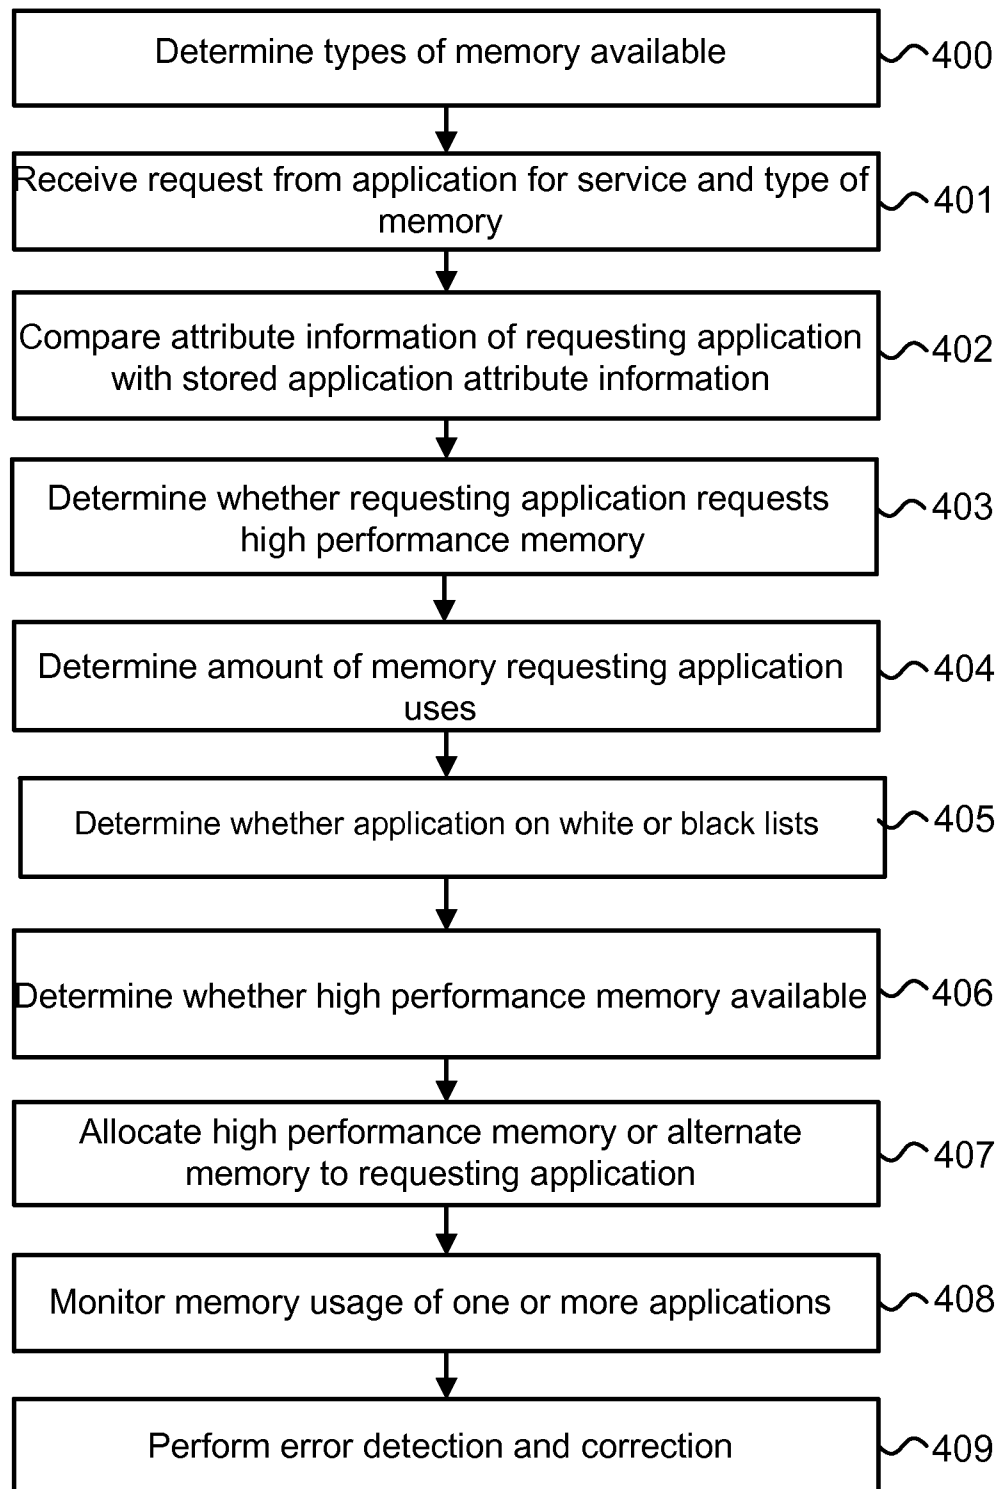 Determine types of memory available
400
Receive request from application for service and type of
memory
401
Compare attribute information of requesting application
with stored application attribute information
402
Determine whether requesting application requests
high performance memory
403
Determine amount of memory requesting application
uses
404
Determine whether application on white or black lists
405
Determine whether high performance memory available
406
Allocate high performance memory or alternate
memory to requesting application
407
Monitor memory usage of one or more applications
408
Perform error detection and correction
409